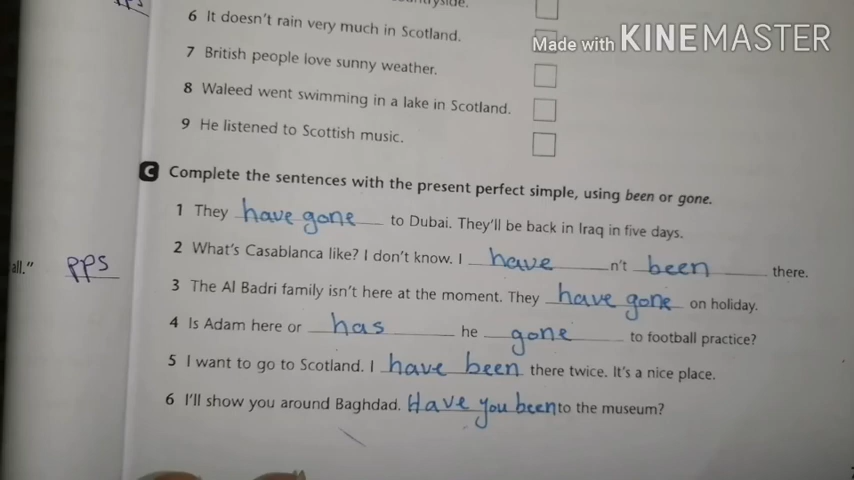 6 It doesn't rain very much in Scotland.
Made with KINEMASTER
7 British people love sunny weather.
8 Waleed went swimming in a lake in Scotland.
9 He listened to Scottish music.
C Complete the sentences with the present perfect simple, using been or gone.
1 They have gone to Dubai. They'll be back in Iraq in five days.
2 What's Casablanca like? I don't know. I have n't been there.
all." PPS
3 The Al Badri family isn't here at the moment. They have gone on holiday.
4 Is Adam here or has he gone to football practice?
5 I want to go to Scotland. I have been there twice. It's a nice place.
6 I'll show you around Baghdad. Have you been to the museum?